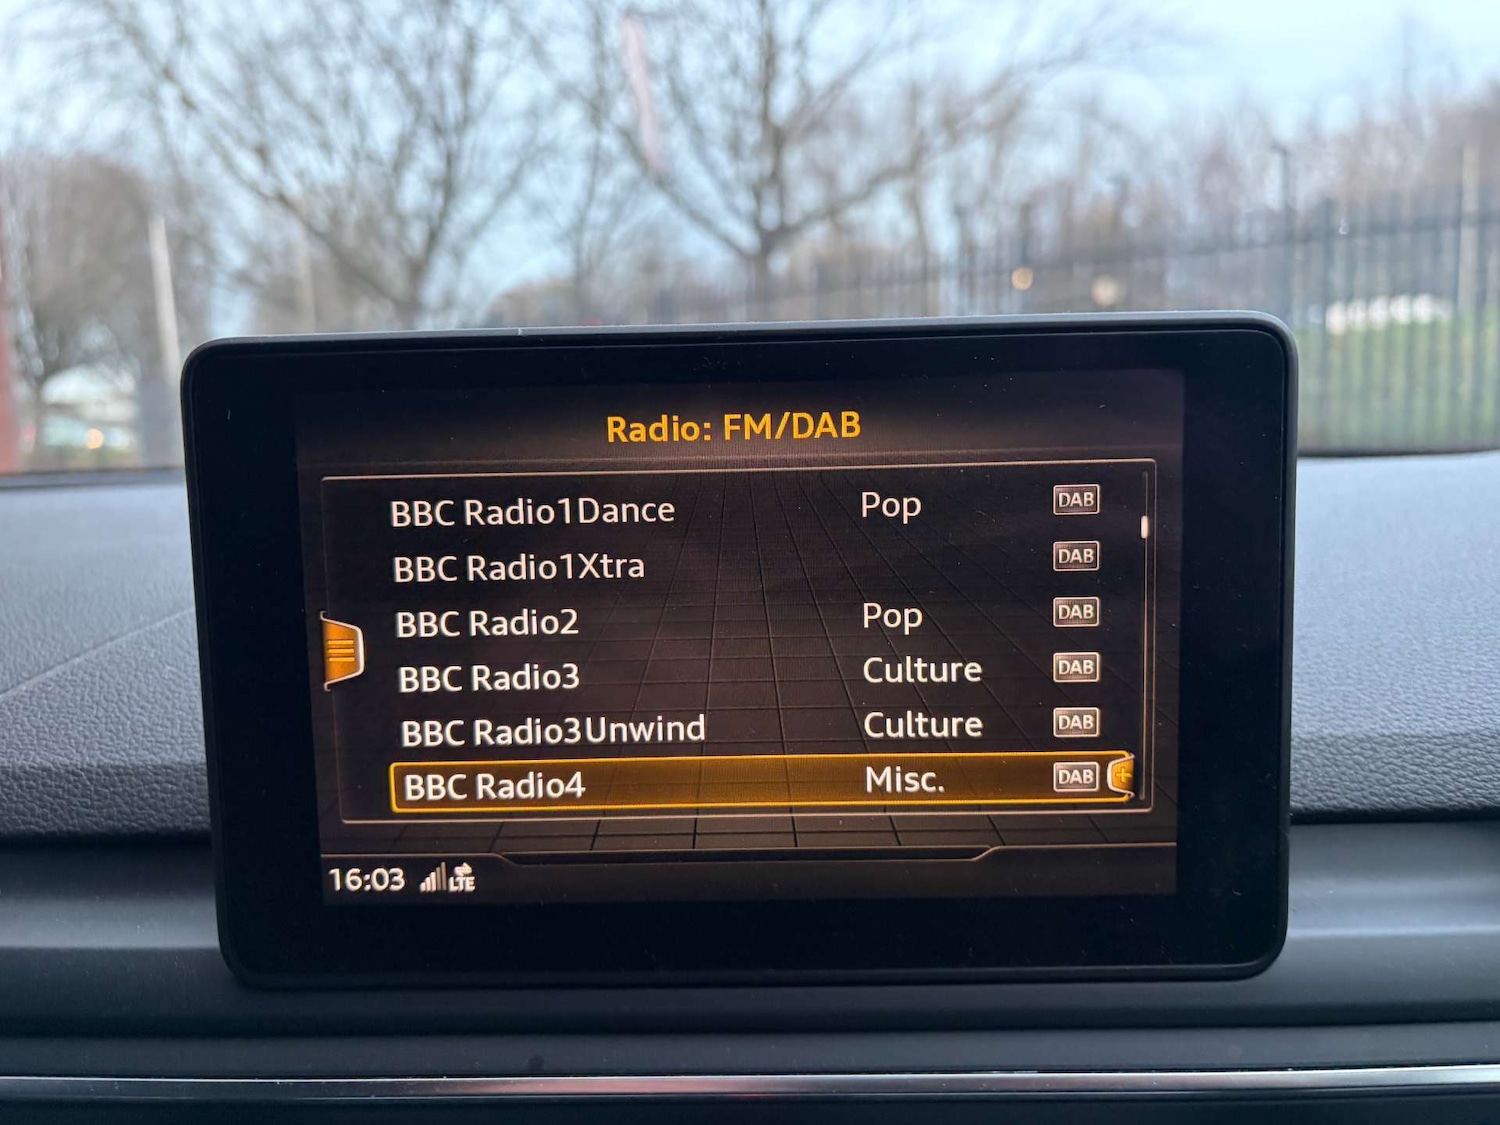 Radio: FM/DAB
BBC Radio1Dance Pop DAB
BBC Radio1Xtra DAB
BBC Radio2 Pop DAB
BBC Radio3 Culture DAB
BBC Radio3Unwind Culture DAB
BBC Radio4 Misc. DAB
16:03 LTE